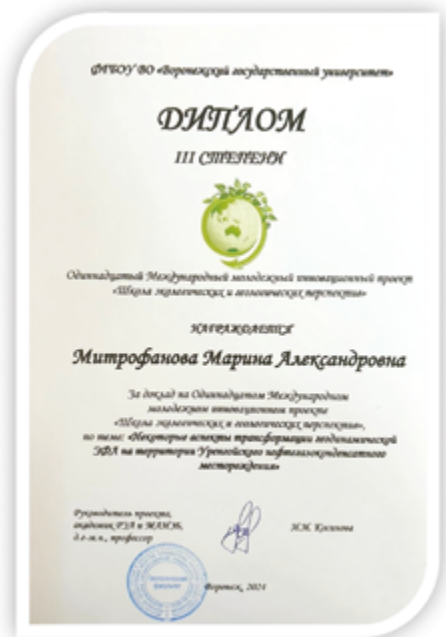 ФГБОУ ВО «Воронежский государственный университет»
ДИПЛОМ
III СТЕПЕНИ
Одиннадцатый Международный молодежный инновационный проект
«Школа экологических и геологических перспектив»
НАГРАЖДАЕТСЯ
Митрофанова Марина Александровна
За доклад на Одиннадцатом Международном
молодежном инновационном проекте
«Школа экологических и геологических перспектив»,
по теме: «Некоторые аспекты трансформации геодинамической
ЭФЛ на территории Уренгойского нефтегазоконденсатного
месторождения»
Руководитель проекта,
академик РЭА и МАНЭБ,
д.г-м.н., профессор
И.И. Косинова
Воронеж, 2024